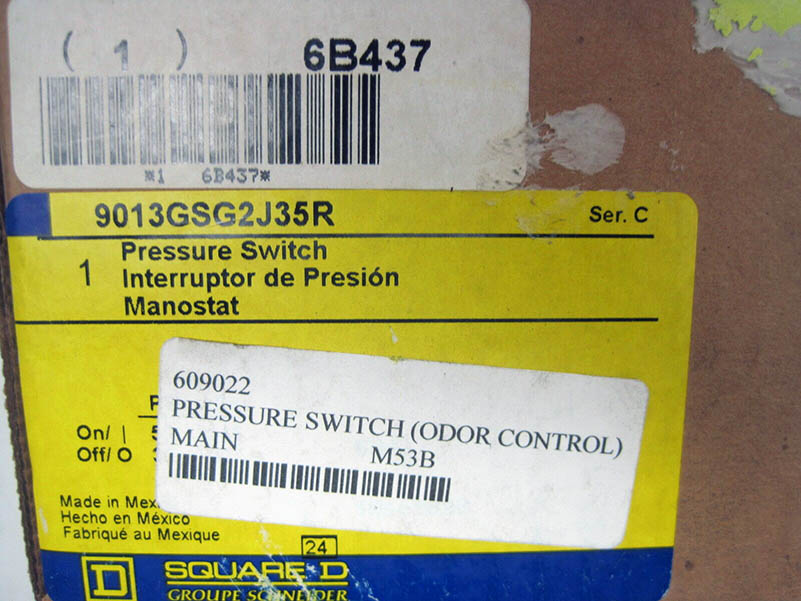 ( 1 ) 6B437
*1 6B437*
9013GSG2J35R Ser. C
1 Pressure Switch
Interruptor de Presión
Manostat
609022
PRESSURE SWITCH (ODOR CONTROL)
MAIN M53B
On/ |
Off/ O
Made in
Hecho en México
Fabriqué au Mexique
24
D SQUARE D
GROUPE SCHNEIDER